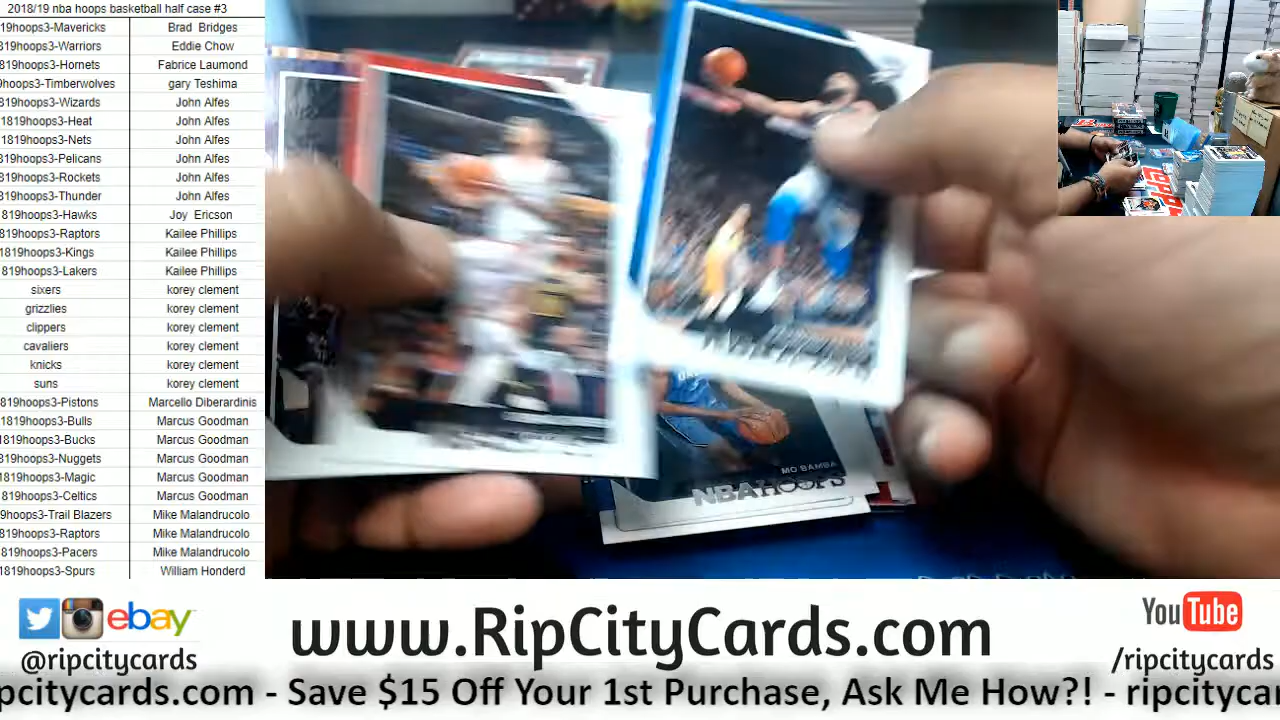 2018/19 nba hoops basketball half case #3
19hoops3-Mavericks Brad Bridges
819hoops3-Warriors Eddie Chow
819hoops3-Hornets Fabrice Laumond
9hoops3-Timberwolves gary Teshima
819hoops3-Wizards John Alfes
1819hoops3-Heat John Alfes
1819hoops3-Nets John Alfes
819hoops3-Pelicans John Alfes
819hoops3-Rockets John Alfes
819hoops3-Thunder John Alfes
819hoops3-Hawks Joy Ericson
819hoops3-Raptors Kailee Phillips
1819hoops3-Kings Kailee Phillips
819hoops3-Lakers Kailee Phillips
sixers korey clement
grizzlies korey clement
clippers korey clement
cavaliers korey clement
knicks korey clement
suns korey clement
1819hoops3-Pistons Marcello Diberardinis
1819hoops3-Bulls Marcus Goodman
1819hoops3-Bucks Marcus Goodman
819hoops3-Nuggets Marcus Goodman
1819hoops3-Magic Marcus Goodman
819hoops3-Celtics Marcus Goodman
9hoops3-Trail Blazers Mike Malandrucolo
819hoops3-Raptors Mike Malandrucolo
819hoops3-Pacers Mike Malandrucolo
1819hoops3-Spurs William Honderd
MO BAMBA
NBA HOOPS
ebay
@ripcitycards
www.RipCityCards.com
YouTube
/ripcitycards
pcitycards.com - Save $15 Off Your 1st Purchase, Ask Me How?! - ripcitycar